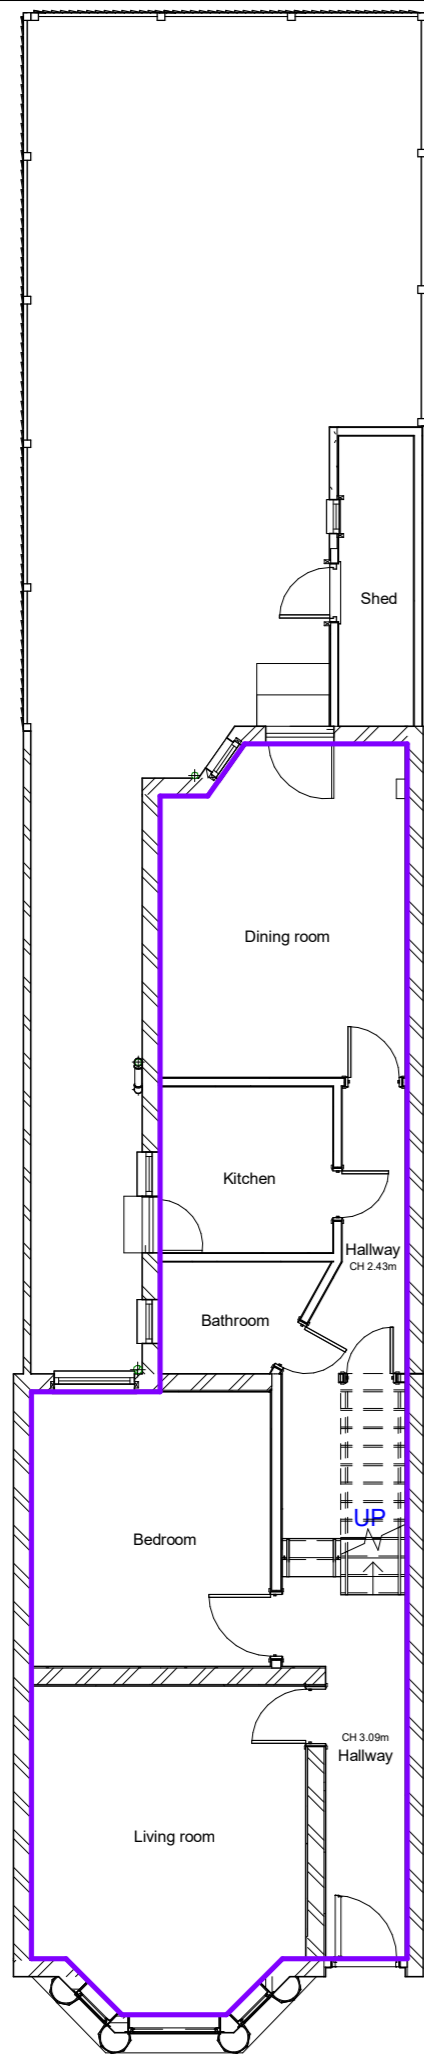 Shed
Dining room
Kitchen
Hallway
CH 2.43m
Bathroom
UP
Bedroom
CH 3.09m
Hallway
Living room